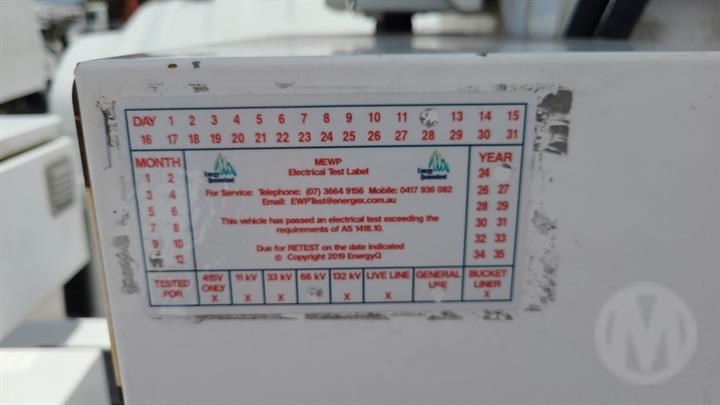 DAY 1 2 3 4 5 6 7 8 9 10 11 13 14 15
16 17 18 19 20 21 22 23 24 25 26 27 28 29 30 31
MONTH
1 2
3 4
5 6
7 8
9 10
12
Energy
Queensland
MEWP
Electrical Test Label
Energy
Queensland
For Service: Telephone: (07) 3664 9156 Mobile: 0417 936 082
Email: EWPTest@energex.com.au
This vehicle has passed an electrical test exceeding the
requirements of AS 1418.10.
Due for RETEST on the date indicated
© Copyright 2019 EnergyQ
YEAR
24
26 27
28 29
30 31
32 33
34 35
TESTED
FOR
415V
ONLY
X
11 kV
X
33 kV
X
66 kV
X
132 kV
X
LIVE LINE
X
GENERAL
USE
BUCKET
LINER
X
M